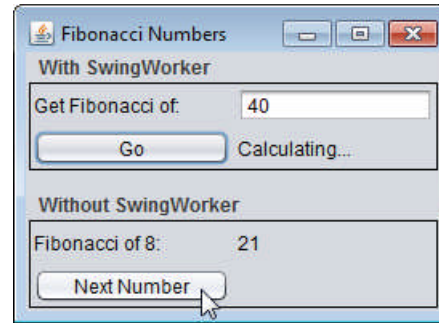 Fibonacci Numbers
With SwingWorker
Get Fibonacci of: 40
Go Calculating...
Without SwingWorker
Fibonacci of 8: 21
Next Number